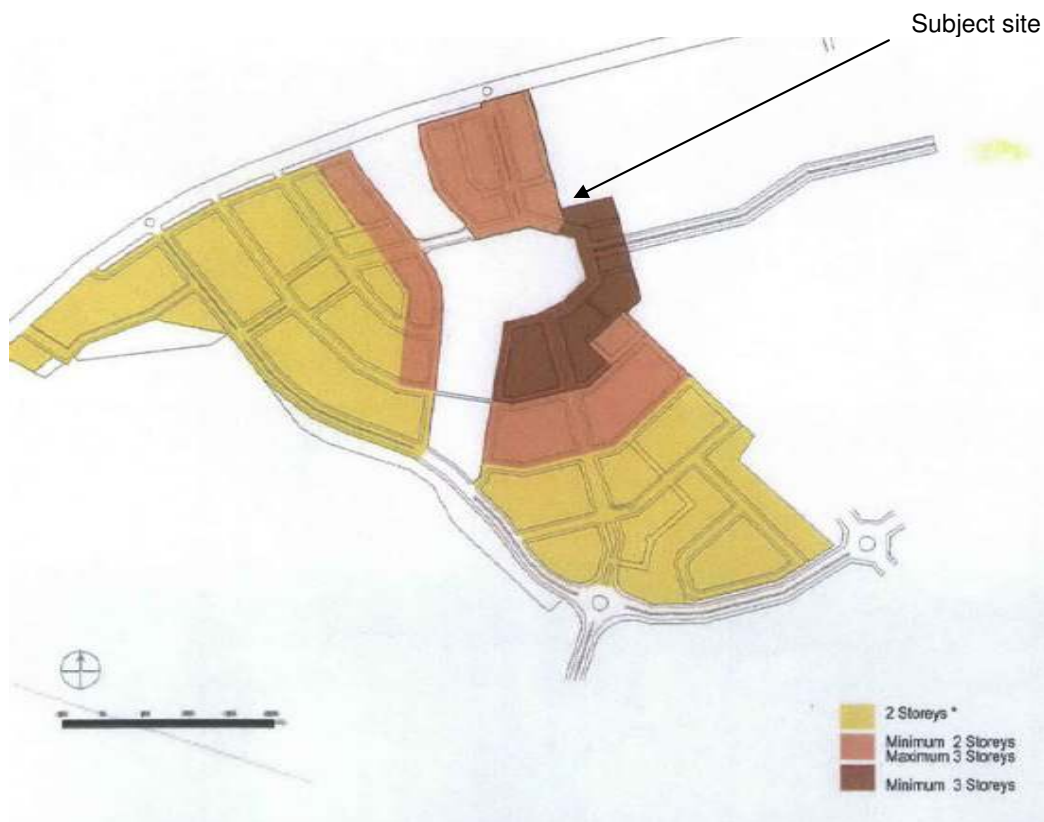 Subject site
2 Storeys *
Minimum 2 Storeys
Maximum 3 Storeys
Minimum 3 Storeys